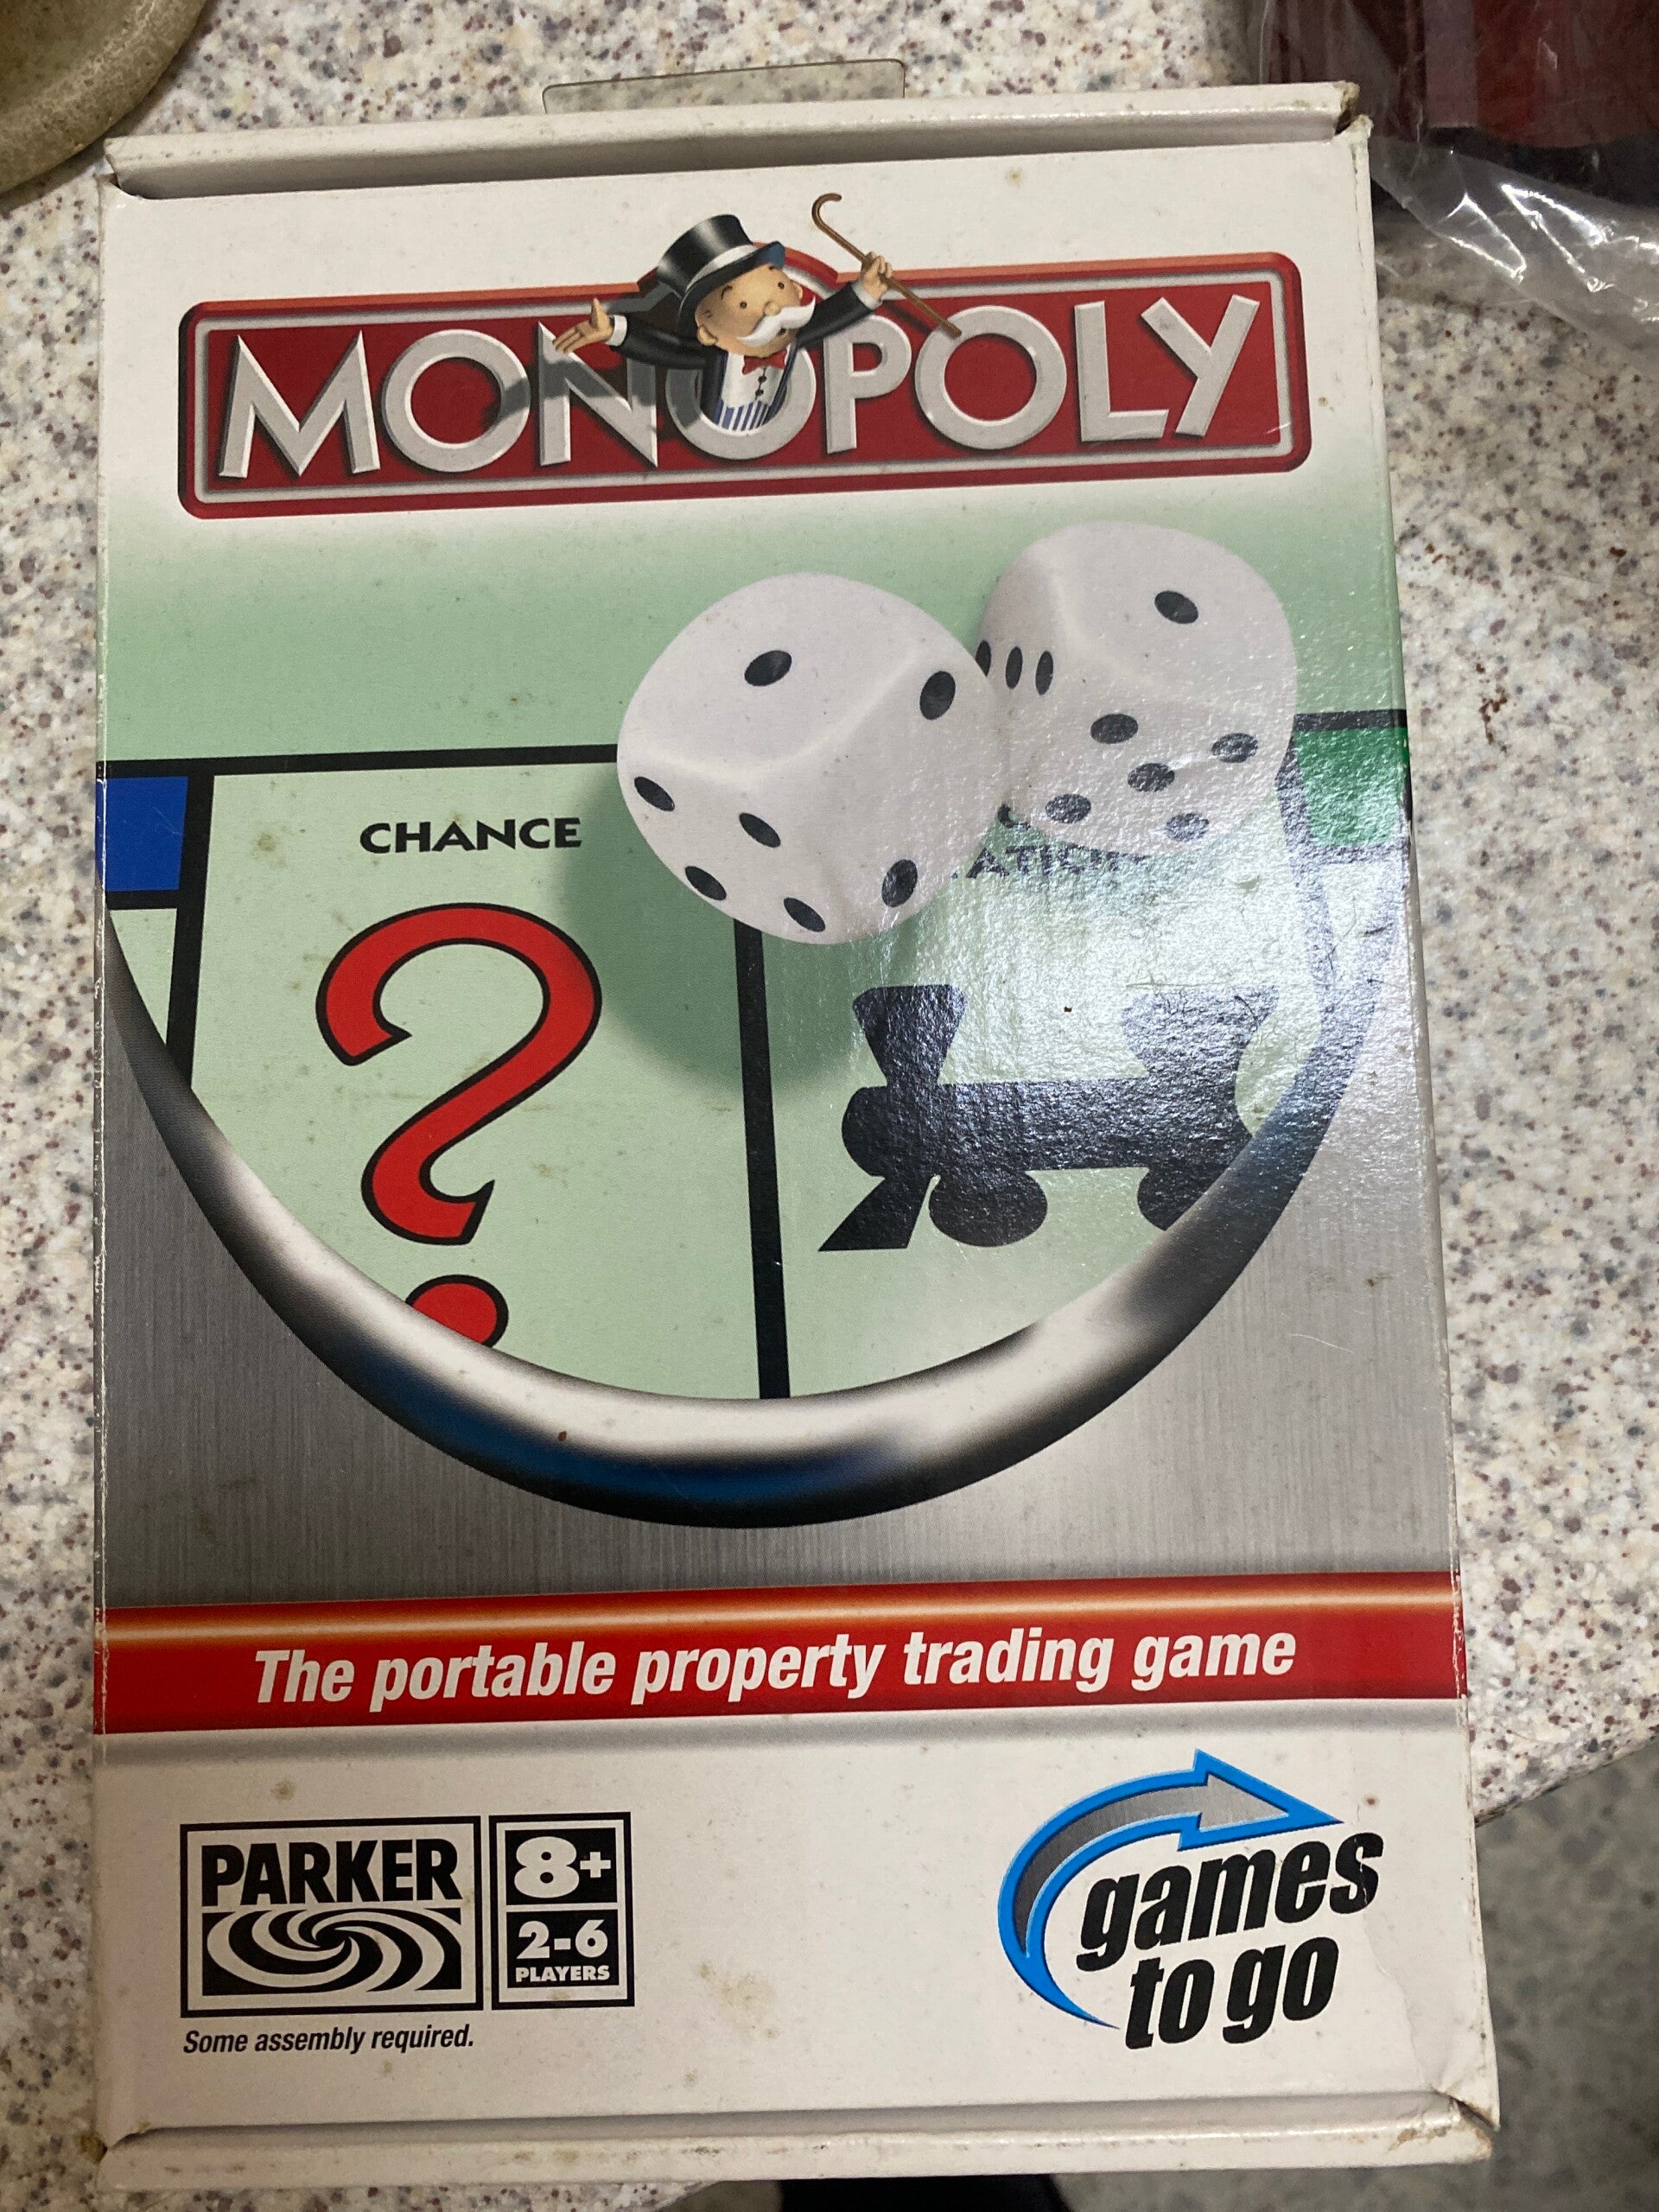 MONOPOLY
CHANCE
The portable property trading game
PARKER
8+
2-6
PLAYERS
Some assembly required.
games
to go